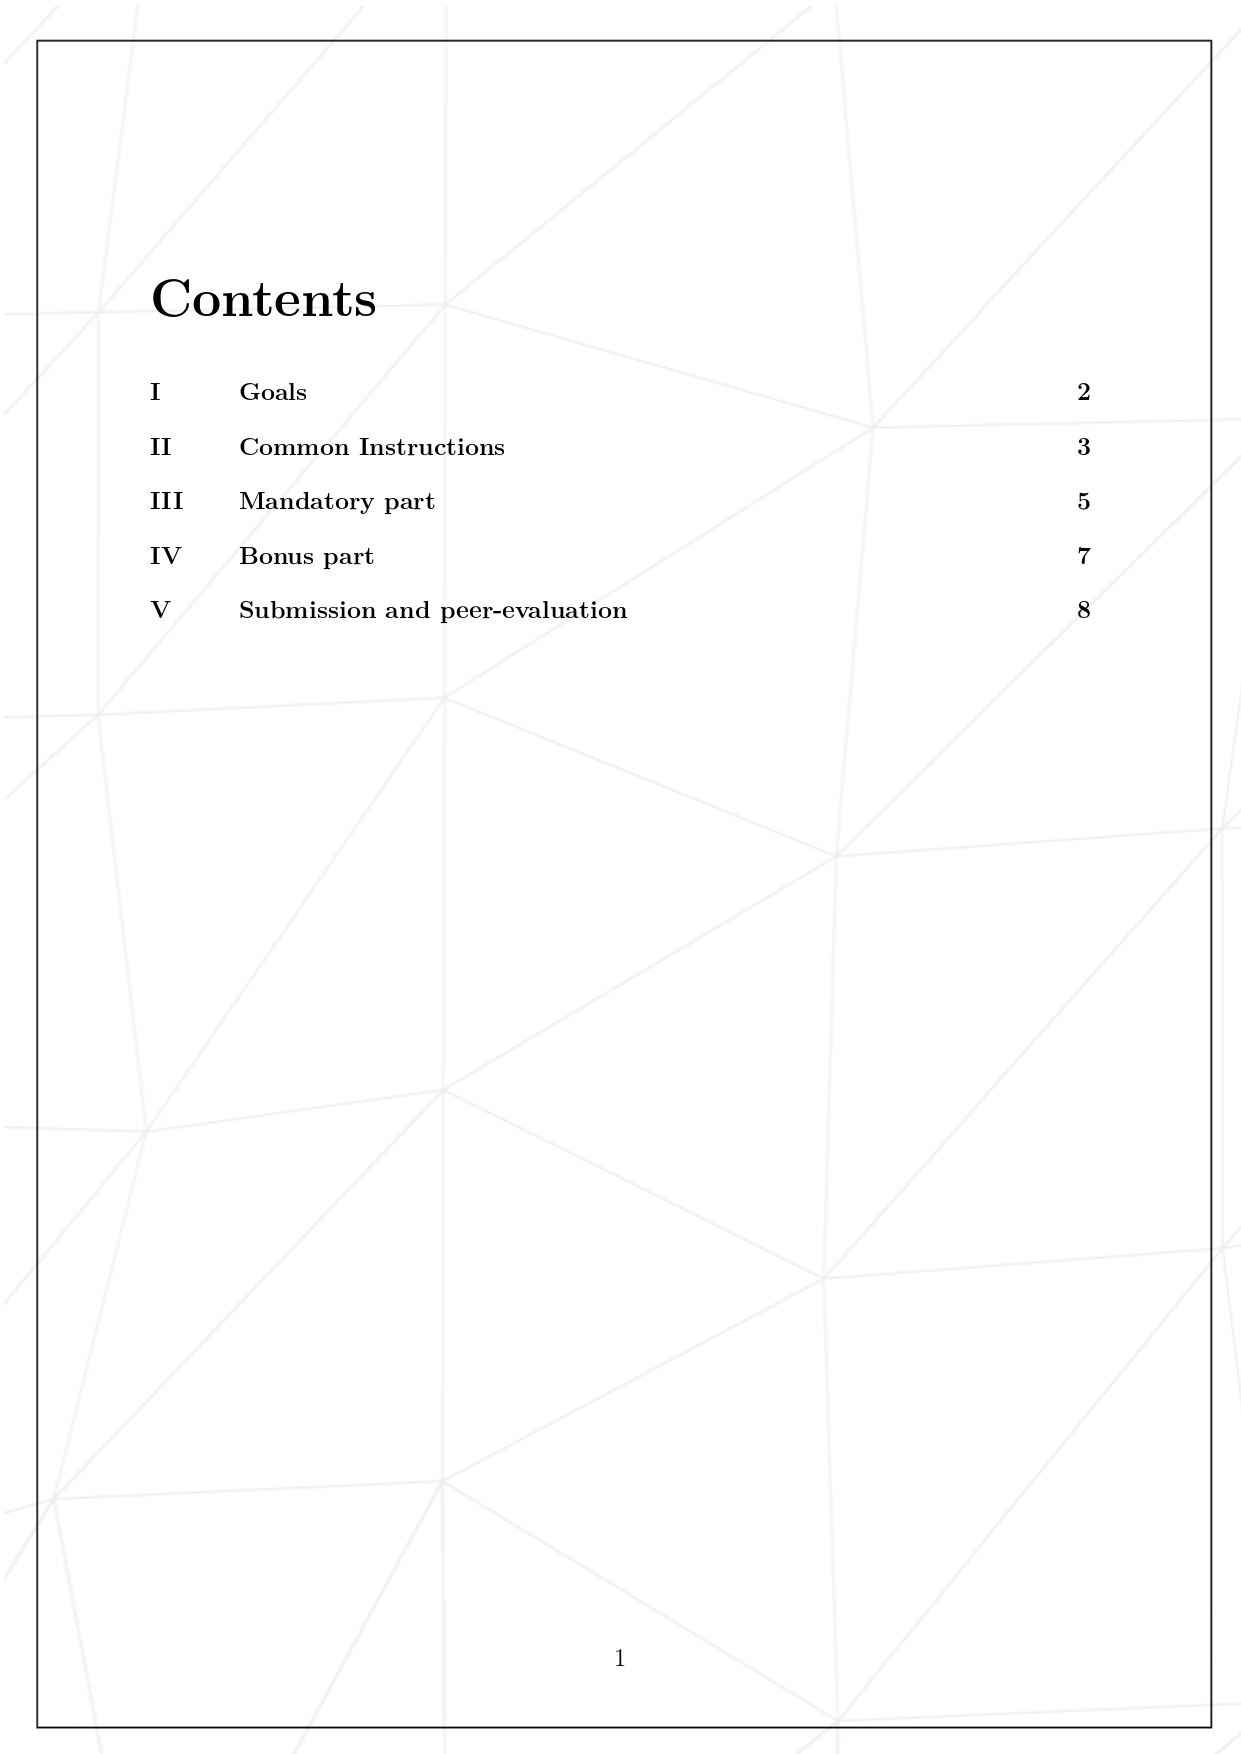 Contents
I Goals 2
II Common Instructions 3
III Mandatory part 5
IV Bonus part 7
V Submission and peer-evaluation 8
1